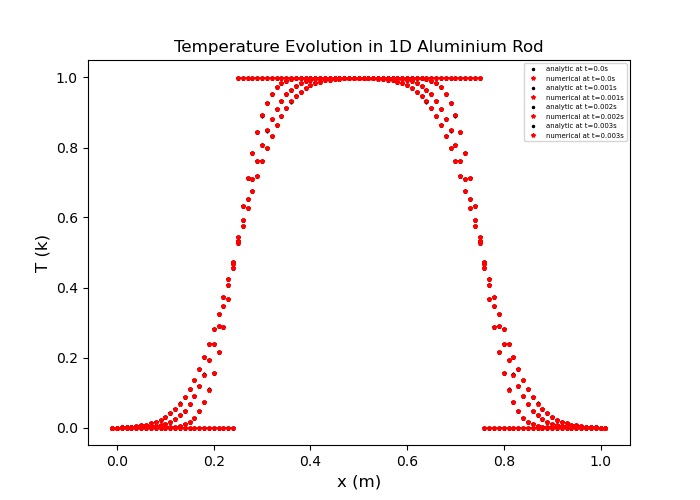 Temperature Evolution in 1D Aluminium Rod
analytic at t=0.0s
numerical at t=0.0s
analytic at t=0.001s
numerical at t=0.001s
analytic at t=0.002s
numerical at t=0.002s
analytic at t=0.003s
numerical at t=0.003s
T (k)
1.0
0.8
0.6
0.4
0.2
0.0
0.0 0.2 0.4 0.6 0.8 1.0
x (m)